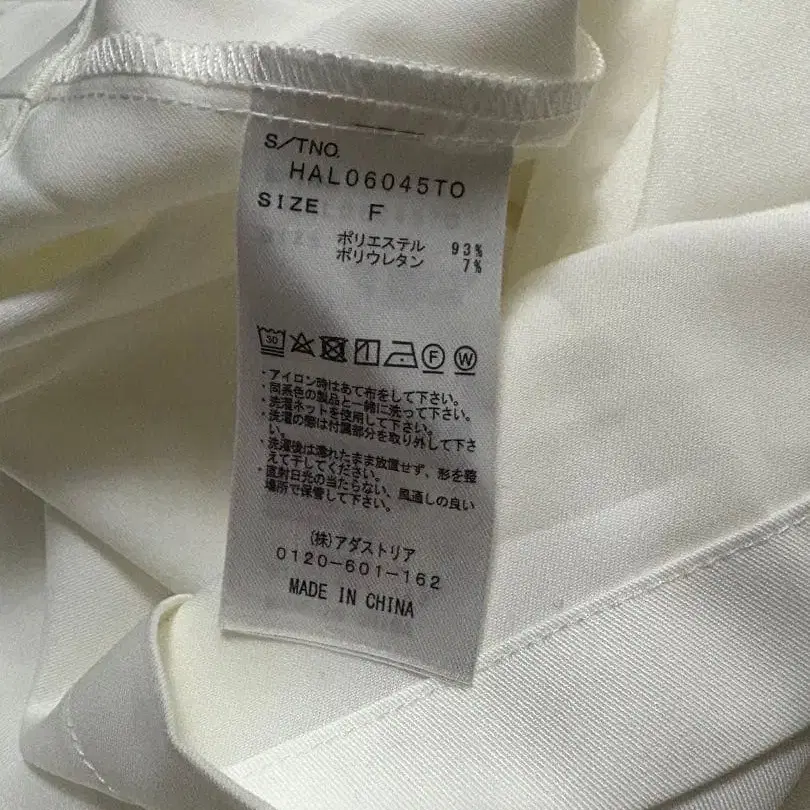 S/TNO.
HAL06045TO
SIZE F
ポリエステル 93%
ポリウレタン 7%
30 F W
・アイロン時はあて布をして下さい。
・同系色の製品と一緒に洗って下さい。
・洗濯ネットを使用して下さい。
・洗濯の際は付属部分を取り外して下さ
い。
・洗濯後は濡れたまま放置せず、形を整
えて干してください。
・直射日光の当たらない、風通しの良い
場所で保管して下さい。
(株)アダストリア
0120-601-162
MADE IN CHINA